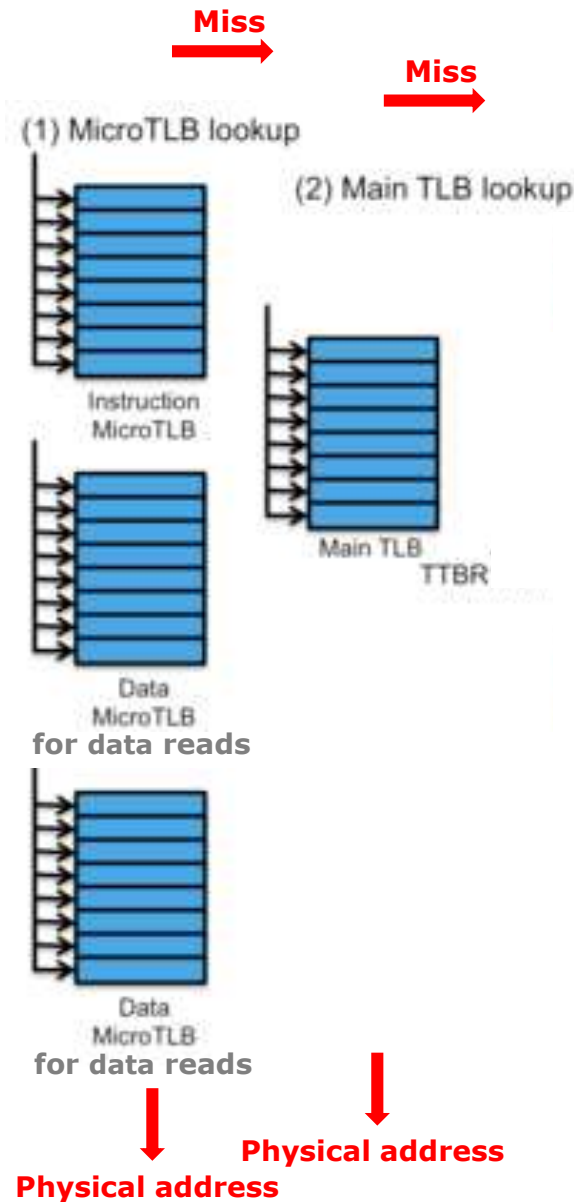 Miss
Miss
(1) MicroTLB lookup
(2) Main TLB lookup
Instruction
MicroTLB
Main TLB
TTBR
Data
MicroTLB
for data reads
Data
MicroTLB
for data reads
Physical address
Physical address